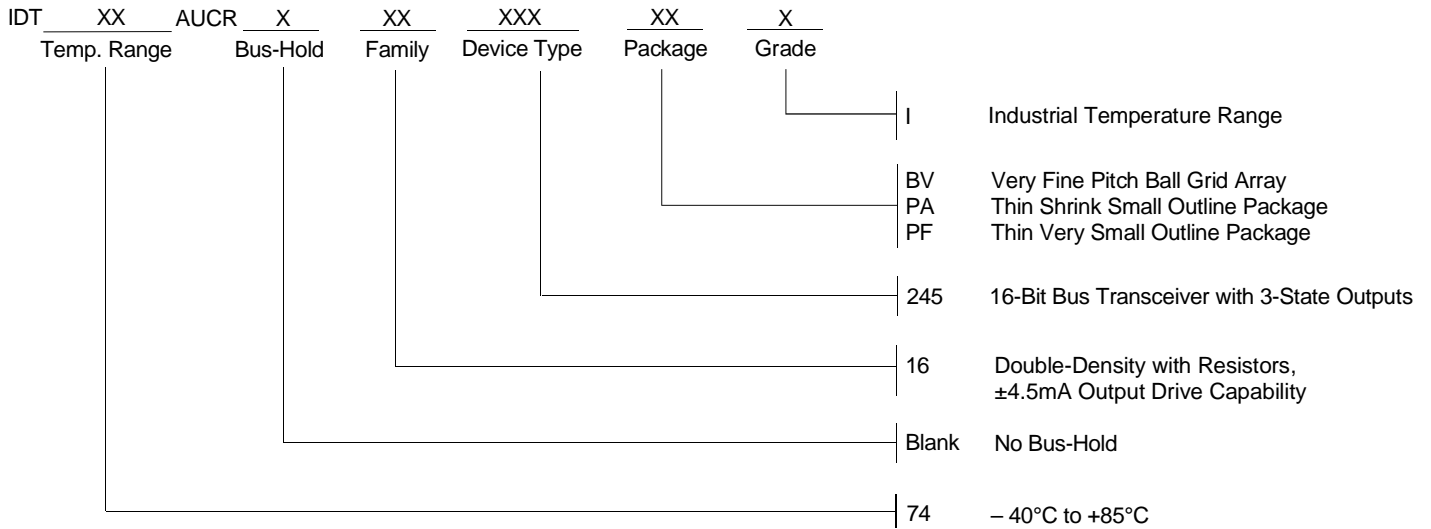 IDT XX AUCR X XX XXX XX X
Temp. Range Bus-Hold Family Device Type Package Grade
I Industrial Temperature Range
BV Very Fine Pitch Ball Grid Array
PA Thin Shrink Small Outline Package
PF Thin Very Small Outline Package
245 16-Bit Bus Transceiver with 3-State Outputs
16 Double-Density with Resistors,
±4.5mA Output Drive Capability
Blank No Bus-Hold
74 – 40°C to +85°C